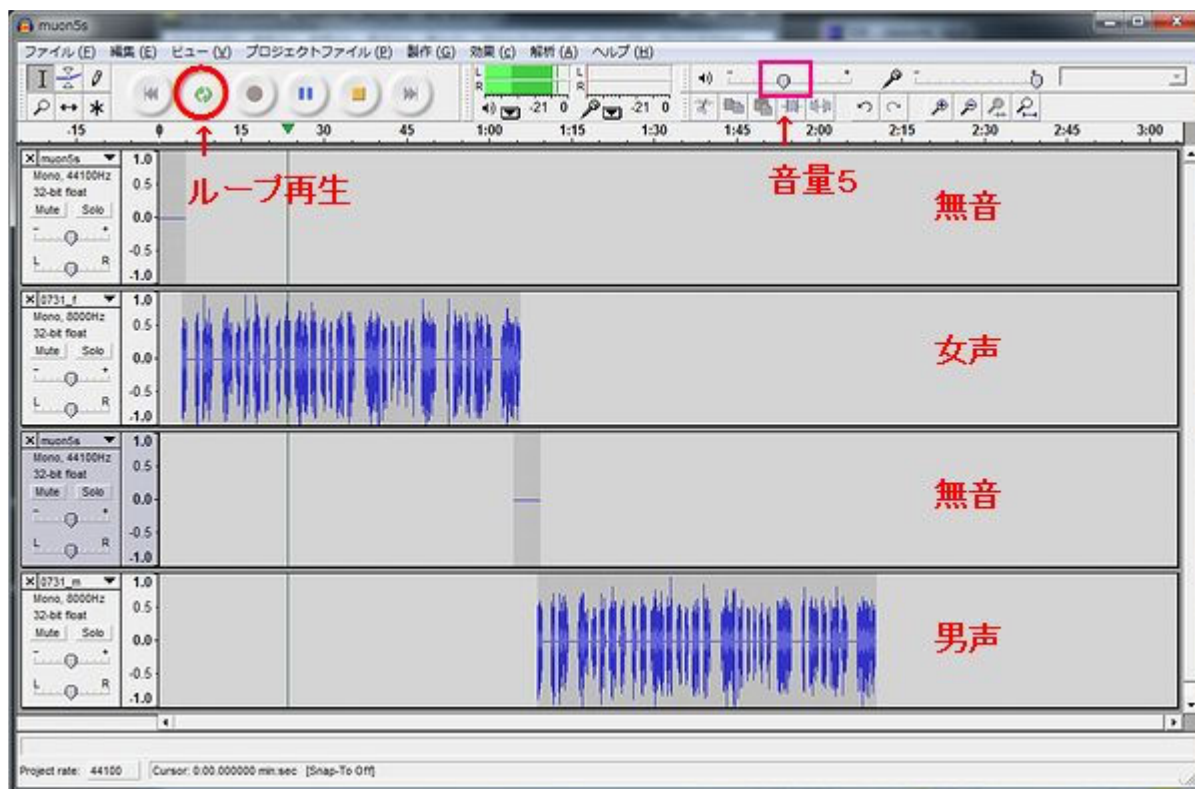 muon5s
ファイル(F) 編集(E) ビュー(V) プロジェクトファイル(P) 製作(G) 効果(c) 解析(A) ヘルプ(H)
L
R
-21 0
L
R
-21 0
-15 0 15 30 45 1:00 1:15 1:30 1:45 2:00 2:15 2:30 2:45 3:00
ループ再生
音量5
muon5s
Mono, 44100Hz
32-bit float
Mute Solo
- +
L R
1.0
0.5
0.0
-0.5
-1.0
無音
0731_f
Mono, 8000Hz
32-bit float
Mute Solo
- +
L R
1.0
0.5
0.0
-0.5
-1.0
女声
muon5s
Mono, 44100Hz
32-bit float
Mute Solo
- +
L R
1.0
0.5
0.0
-0.5
-1.0
無音
0731_m
Mono, 8000Hz
32-bit float
Mute Solo
- +
L R
1.0
0.5
0.0
-0.5
-1.0
男声
Project rate: 44100 Cursor: 0:00.000000 min:sec [Snap-To Off]